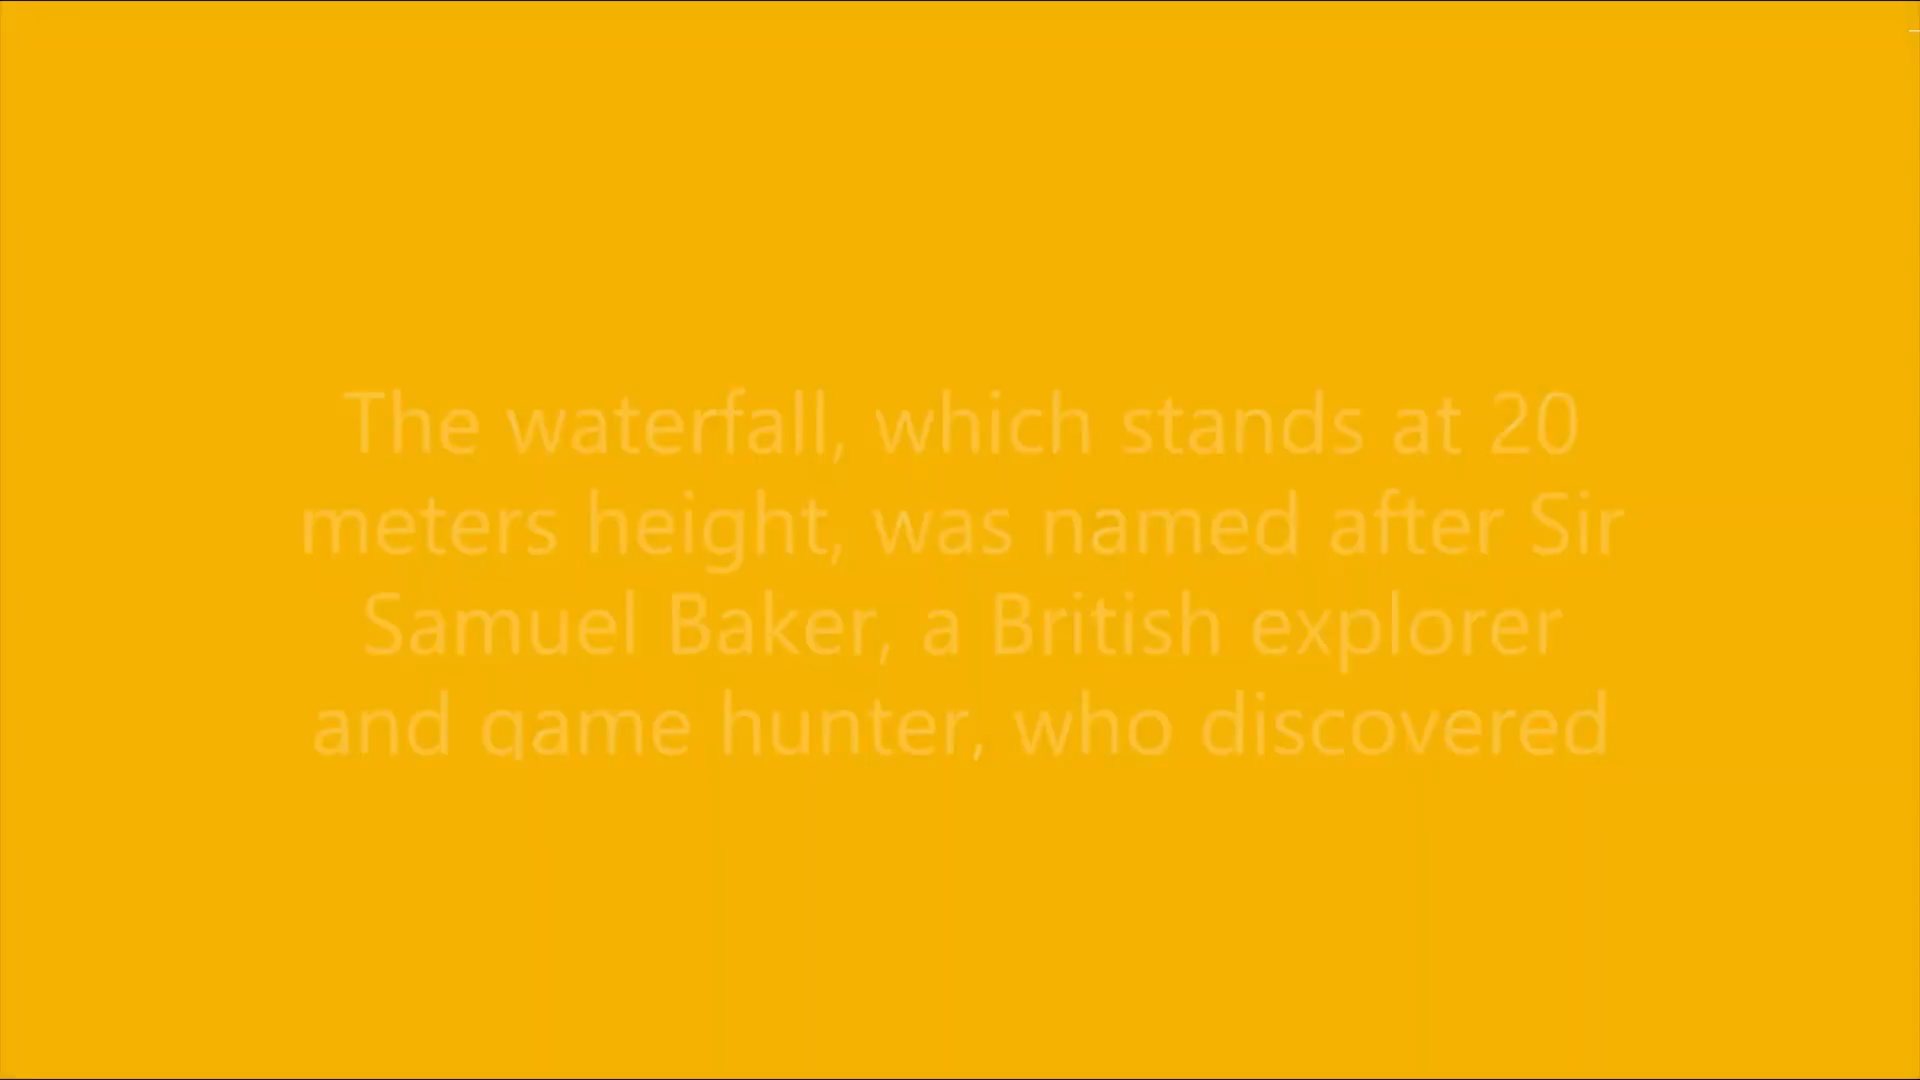 The waterfall, which stands at 20
meters height, was named after Sir
Samuel Baker, a British explorer
and game hunter, who discovered